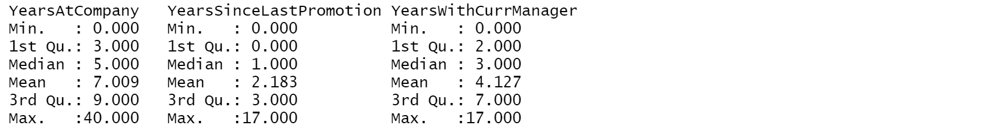 YearsAtCompany   YearsSinceLastPromotion YearsWithCurrManager
Min.   : 0.000   Min.   : 0.000          Min.   : 0.000
1st Qu.: 3.000   1st Qu.: 0.000          1st Qu.: 2.000
Median : 5.000   Median : 1.000          Median : 3.000
Mean   : 7.009   Mean   : 2.183          Mean   : 4.127
3rd Qu.: 9.000   3rd Qu.: 3.000          3rd Qu.: 7.000
Max.   :40.000   Max.   :17.000          Max.   :17.000